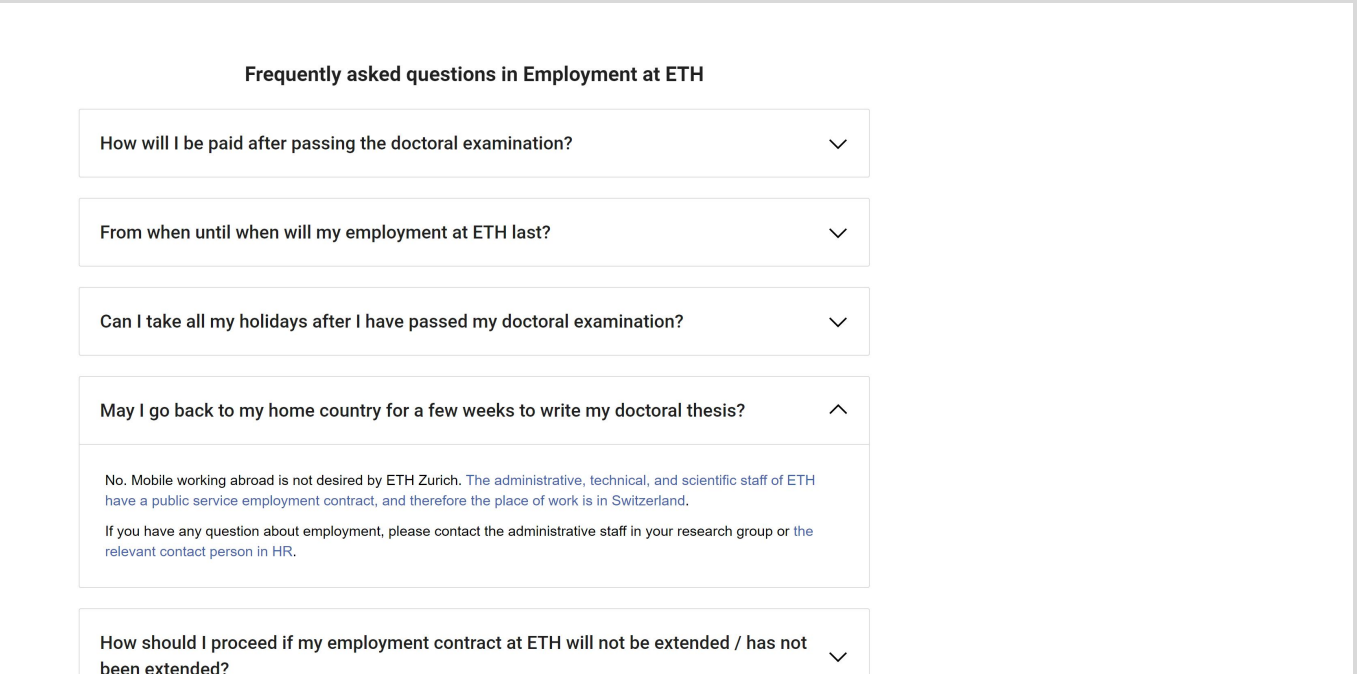 Frequently asked questions in Employment at ETH
How will I be paid after passing the doctoral examination?
From when until when will my employment at ETH last?
Can I take all my holidays after I have passed my doctoral examination?
May I go back to my home country for a few weeks to write my doctoral thesis?
No. Mobile working abroad is not desired by ETH Zurich. The administrative, technical, and scientific staff of ETH
have a public service employment contract, and therefore the place of work is in Switzerland.
If you have any question about employment, please contact the administrative staff in your research group or the
relevant contact person in HR.
How should I proceed if my employment contract at ETH will not be extended / has not
been extended?